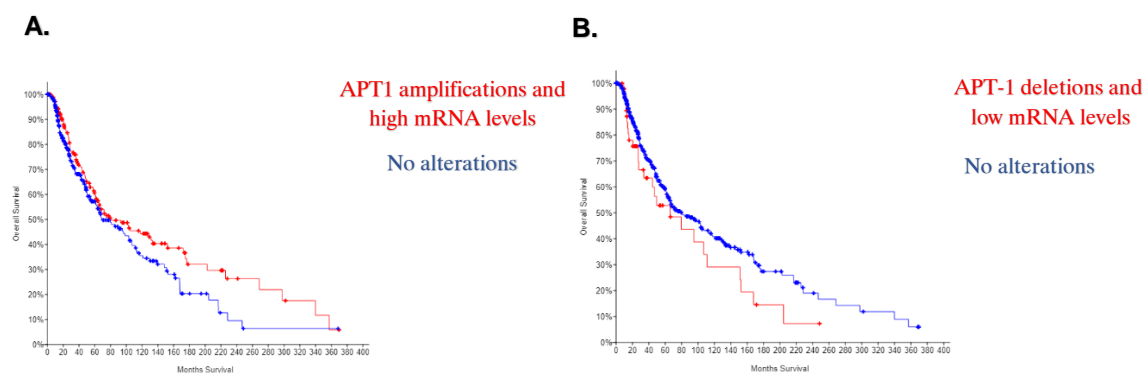 A.
APT1 amplifications and
high mRNA levels
No alterations
100%
90%
80%
70%
60%
50%
40%
30%
20%
10%
0%
Overall Survival
0 20 40 60 80 100 120 140 160 180 200 220 240 260 280 300 320 340 360 380 400
Months Survival
B.
APT-1 deletions and
low mRNA levels
No alterations
100%
90%
80%
70%
60%
50%
40%
30%
20%
10%
0%
Overall Survival
0 20 40 60 80 100 120 140 160 180 200 220 240 260 280 300 320 340 360 380 400
Months Survival